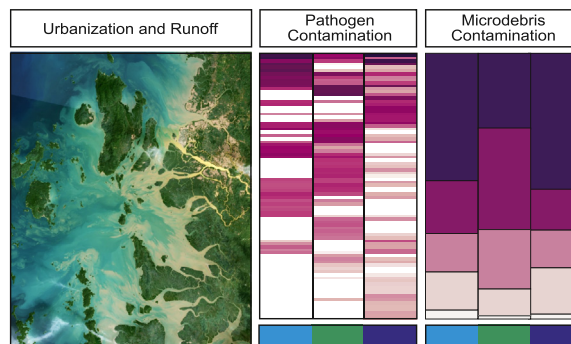 Urbanization and Runoff
Pathogen
Contamination
Microdebris
Contamination